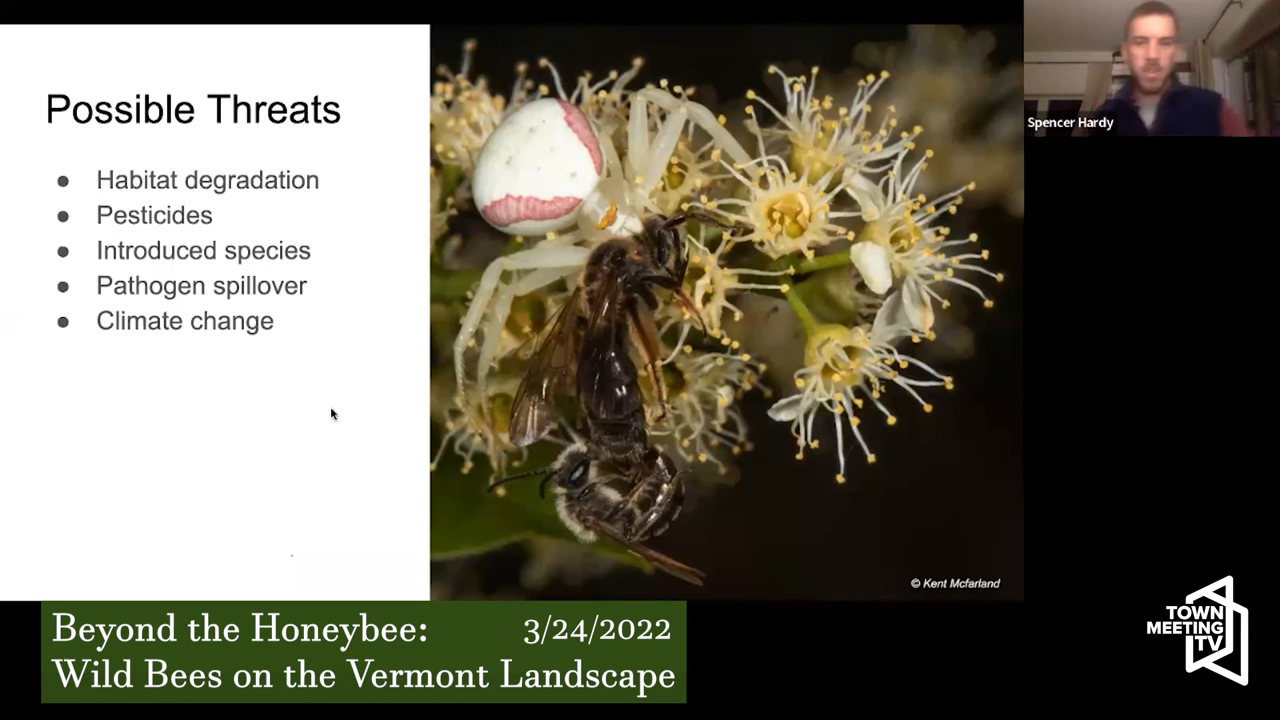 Possible Threats
● Habitat degradation
● Pesticides
● Introduced species
● Pathogen spillover
● Climate change
Spencer Hardy
© Kent Mcfarland
Beyond the Honeybee: 3/24/2022
Wild Bees on the Vermont Landscape
TOWN
MEETING
TV